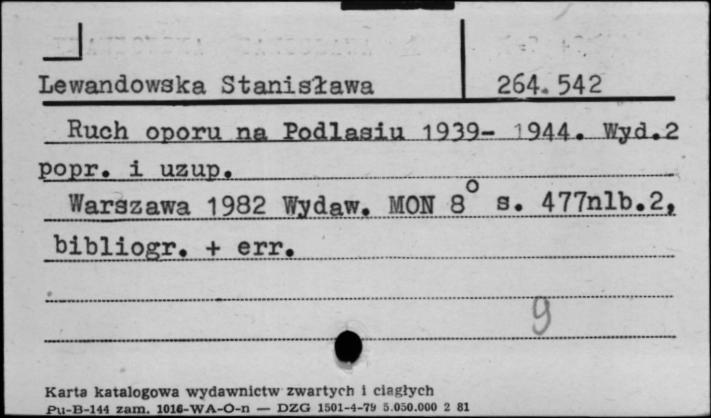 Lewandowska Stanisława 264.542
Ruch oporu na Podlasiu 1939- 1944. Wyd.2
popr. i uzup.
Warszawa 1982 Wydaw. MON 8° s. 477nlb.2,
bibliogr. + err.
9
Karta katalogowa wydawnictw zwartych i ciągłych
Pu-B-144 zam. 1016-WA-O-n — DZG 1501-4-79 5.050.000 2 81